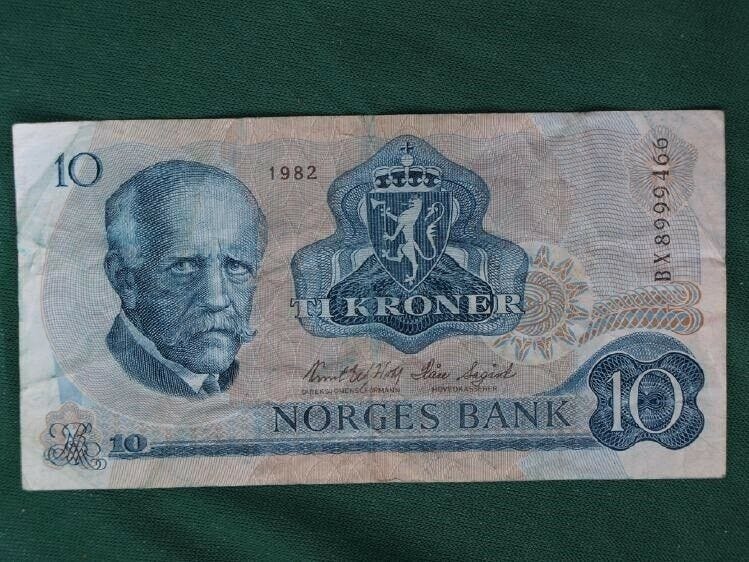 10
1982
BX8999466
TI KRONER
DIREKSJONENS FORMANN
HOVEDKASSERER
NORGES BANK
10
10